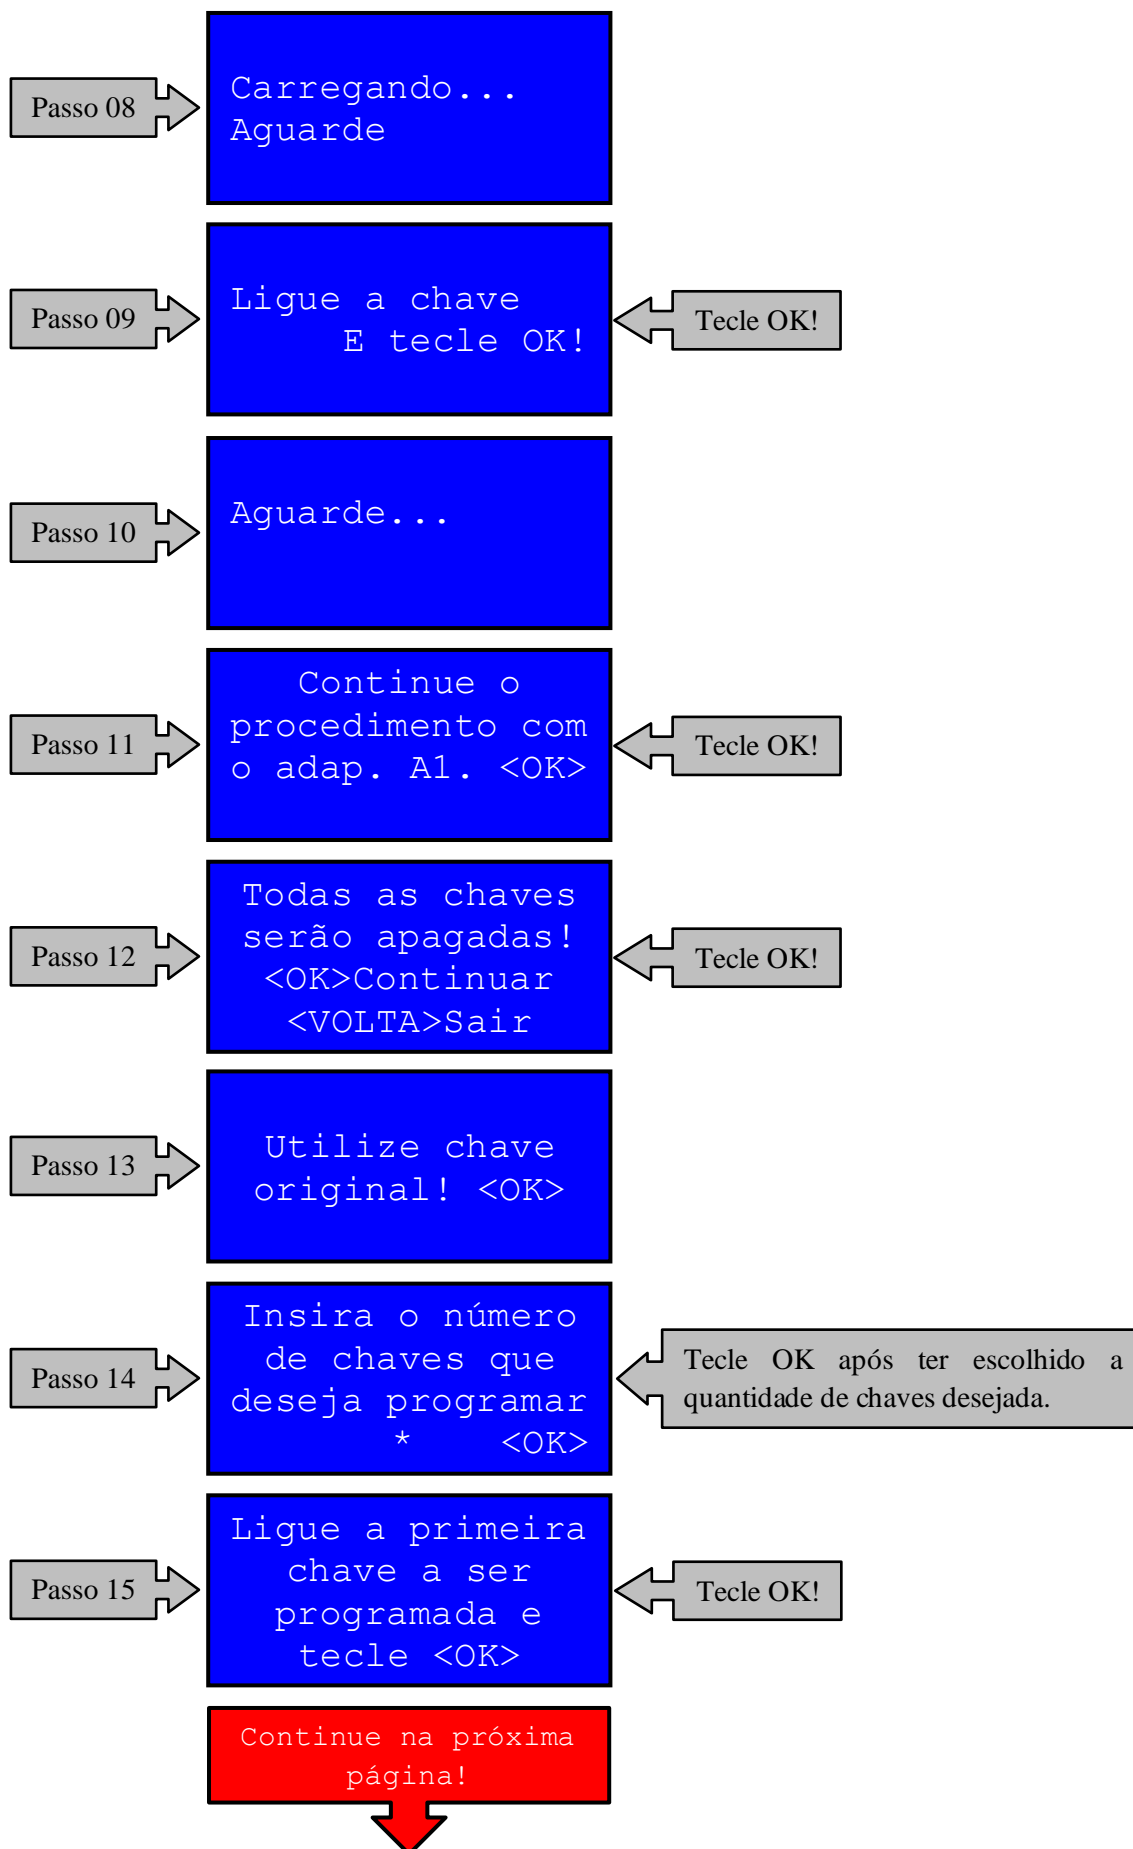 Passo 08
Carregando...
Aguarde
Passo 09
Ligue a chave
E tecle OK!
Tecle OK!
Passo 10
Aguarde...
Passo 11
Continue o
procedimento com
o adap. A1. <OK>
Tecle OK!
Passo 12
Todas as chaves
serão apagadas!
<OK>Continuar
<VOLTA>Sair
Tecle OK!
Passo 13
Utilize chave
original! <OK>
Passo 14
Insira o número
de chaves que
deseja programar
* <OK>
Tecle OK após ter escolhido a
quantidade de chaves desejada.
Passo 15
Ligue a primeira
chave a ser
programada e
tecle <OK>
Tecle OK!
Continue na próxima
página!